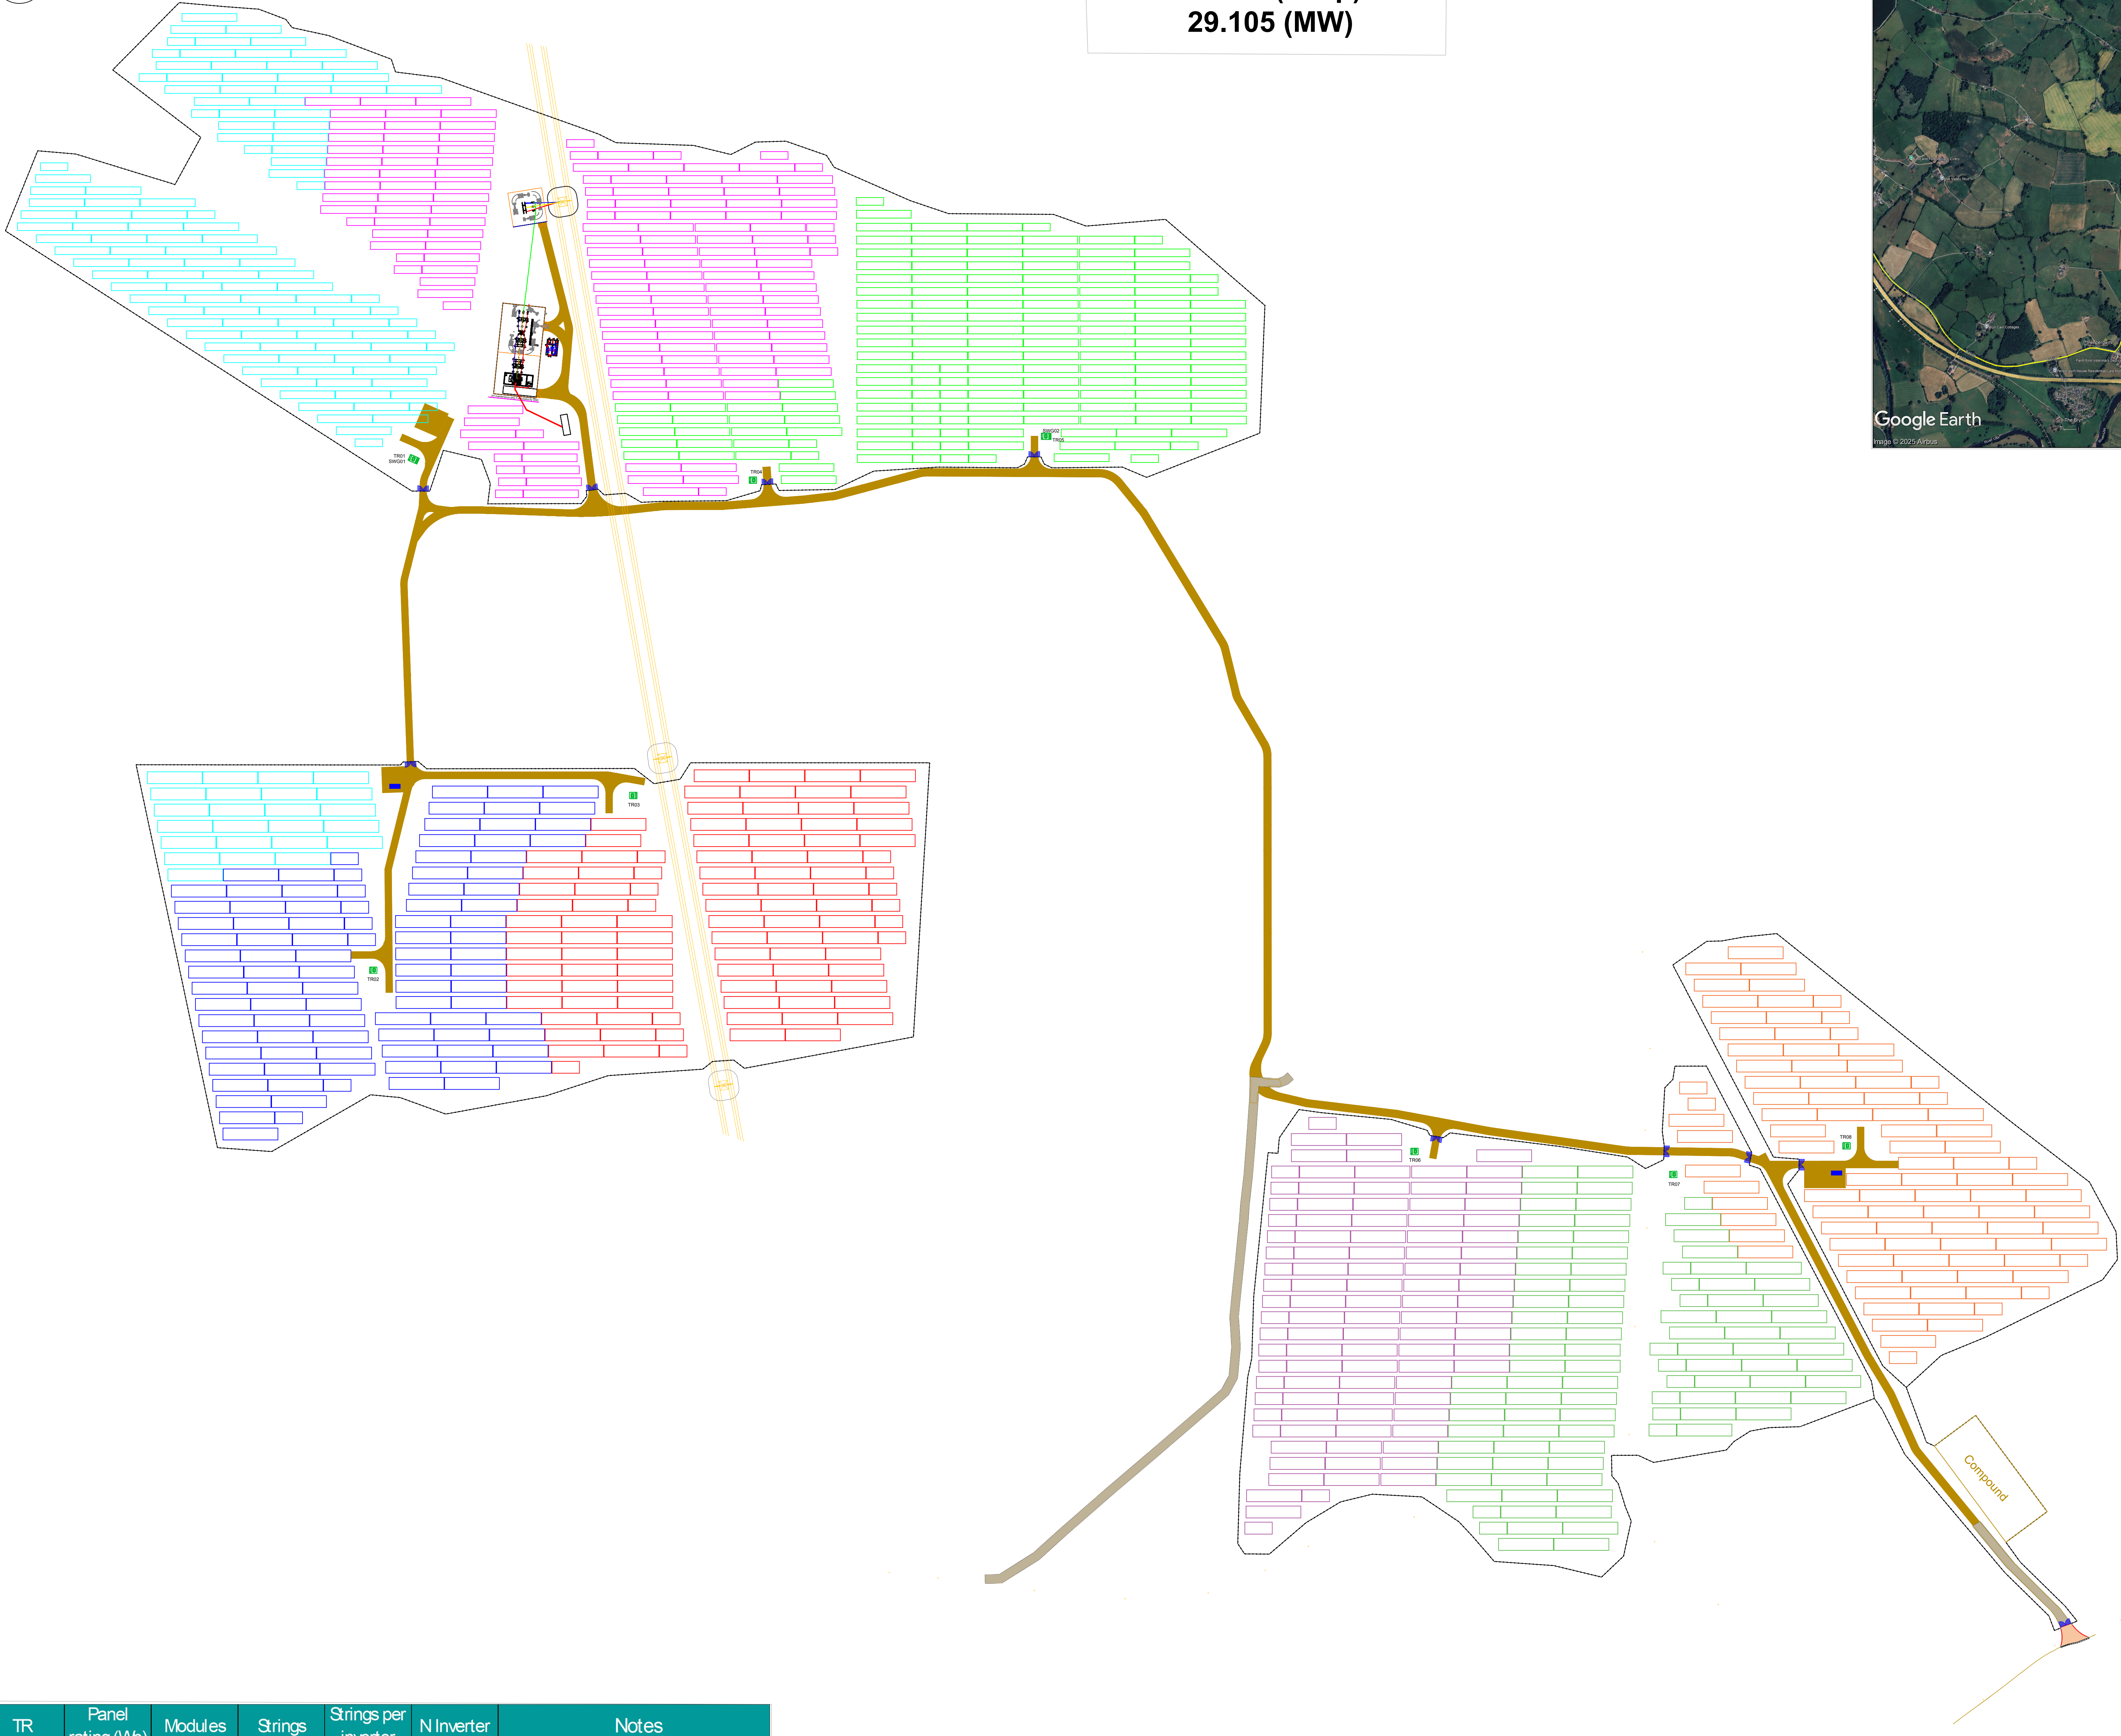 29.105 (MW)
Google Earth
Image © 2025 Airbus
SWG02
TR05
TR01
SWG01
TR04
TR03
TR02
TR08
TR06
TR07
Compound
TR
Panel
Modules
Strings
Strings per
N Inverter
Notes